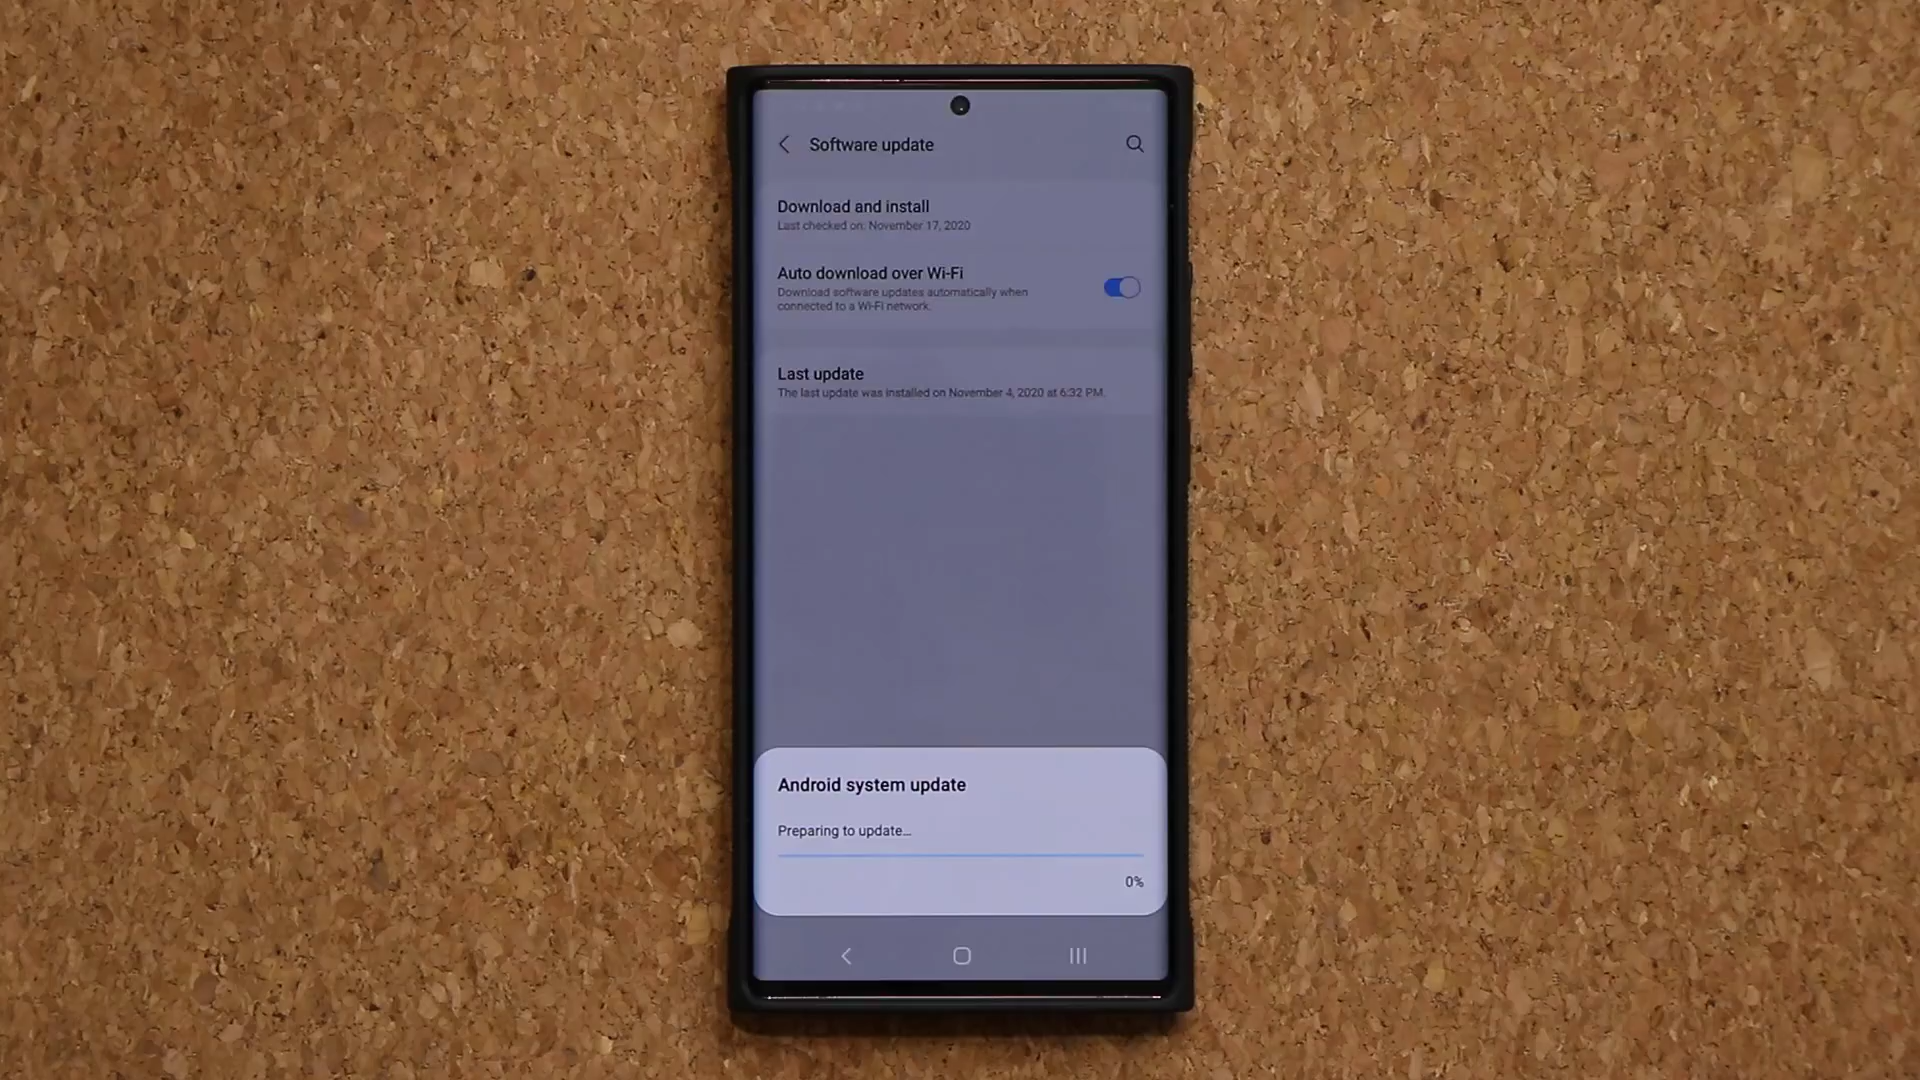 Software update
Download and install
Last checked on: November 17, 2020
Auto download over Wi-Fi
Download software updates automatically when
connected to a Wi-Fi network.
Last update
The last update was installed on November 4, 2020 at 6:32 PM.
Android system update
Preparing to update...
0%